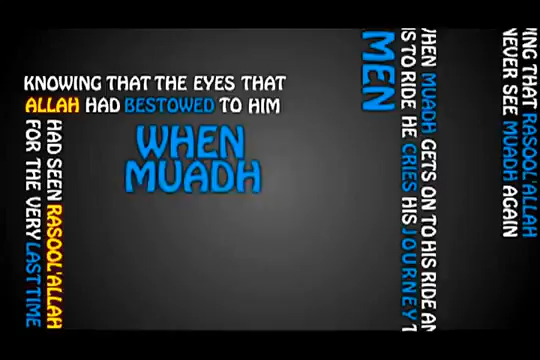 KNOWING THAT THE EYES THAT
ALLAH HAD BESTOWED TO HIM
HAD SEEN RASOOL'ALLAH
FOR THE VERY LAST TIME
WHEN
MUADH
MEN
WHEN MUADH GETS ON TO HIS RIDE
IS TO RIDE HE CRIES HIS JOURNEY
THAT RASOOL'ALLAH
NEVER SEE MUADH AGAIN